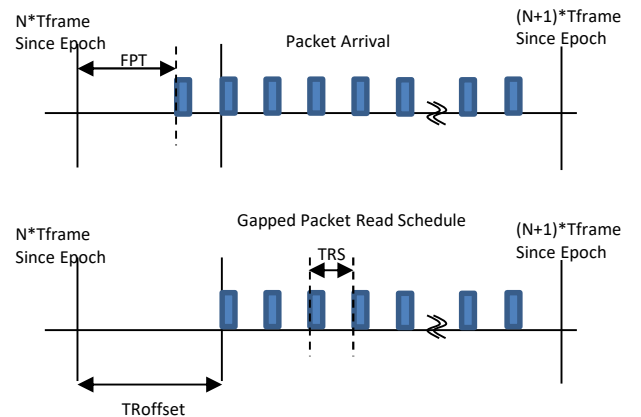 N*Tframe
Since Epoch
FPT
Packet Arrival
(N+1)*Tframe
Since Epoch
Gapped Packet Read Schedule
N*Tframe
Since Epoch
TRS
(N+1)*Tframe
Since Epoch
TRoffset